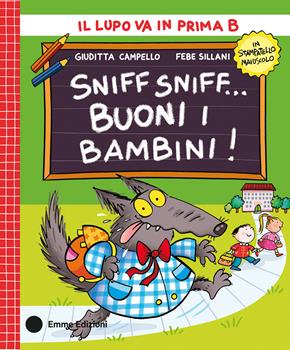 IL LUPO VA IN PRIMA B
GIUDITTA CAMPELLO FEBE SILLANI
IN
STAMPATELLO
MAIUSCOLO
SNIFF SNIFF...
BUONI I
BAMBINI!
Emme Edizioni